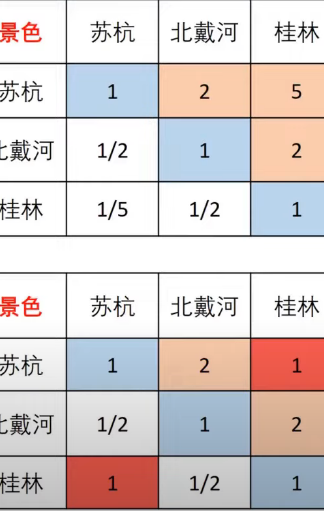 景色 苏杭 北戴河 桂林
苏杭 1 2 5
北戴河 1/2 1 2
桂林 1/5 1/2 1
景色 苏杭 北戴河 桂林
苏杭 1 2 1
北戴河 1/2 1 2
桂林 1 1/2 1